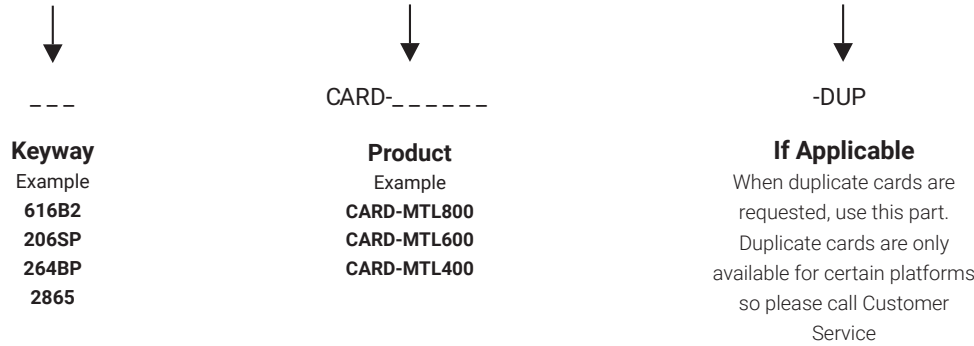 _ _ _
CARD-_ _ _ _ _ _
-DUP
Keyway
Example
616B2
206SP
264BP
2865
Product
Example
CARD-MTL800
CARD-MTL600
CARD-MTL400
If Applicable
When duplicate cards are
requested, use this part.
Duplicate cards are only
available for certain platforms
so please call Customer
Service